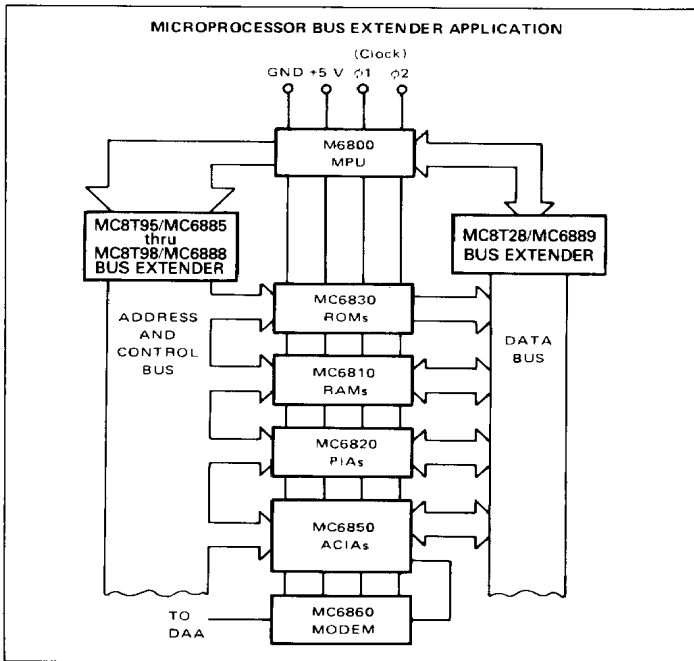 MICROPROCESSOR BUS EXTENDER APPLICATION
(Clock)
GND +5 V φ1 φ2
M6800
MPU
MC8T95/MC6885
thru
MC8T98/MC6888
BUS EXTENDER
MC8T28/MC6889
BUS EXTENDER
ADDRESS
AND
CONTROL
BUS
MC6830
ROMs
DATA
BUS
MC6810
RAMs
MC6820
PIAs
MC6850
ACIAs
TO
DAA
MC6860
MODEM